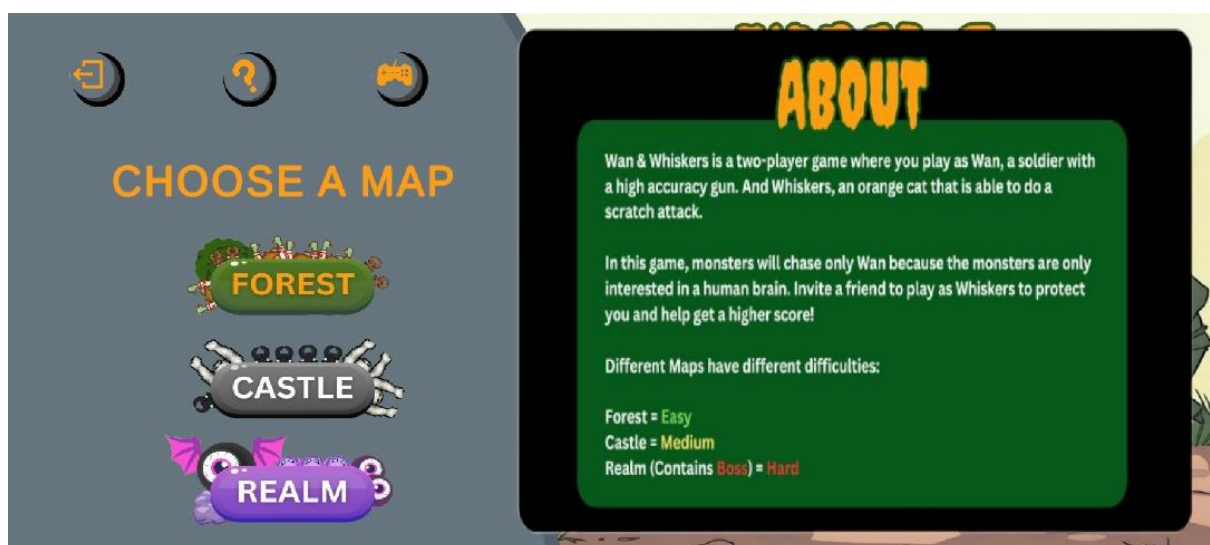 CHOOSE A MAP
FOREST
CASTLE
REALM
ABOUT
Wan & Whiskers is a two-player game where you play as Wan, a soldier with
a high accuracy gun. And Whiskers, an orange cat that is able to do a
scratch attack.
In this game, monsters will chase only Wan because the monsters are only
interested in a human brain. Invite a friend to play as Whiskers to protect
you and help get a higher score!
Different Maps have different difficulties:
Forest = Easy
Castle = Medium
Realm (Contains Boss) = Hard